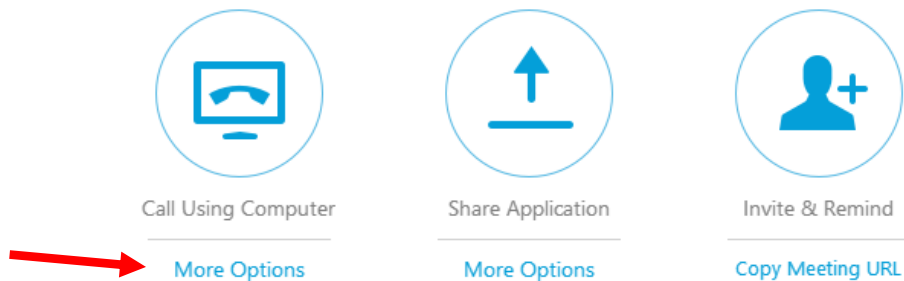 Call Using Computer
Share Application
Invite & Remind
More Options
More Options
Copy Meeting URL